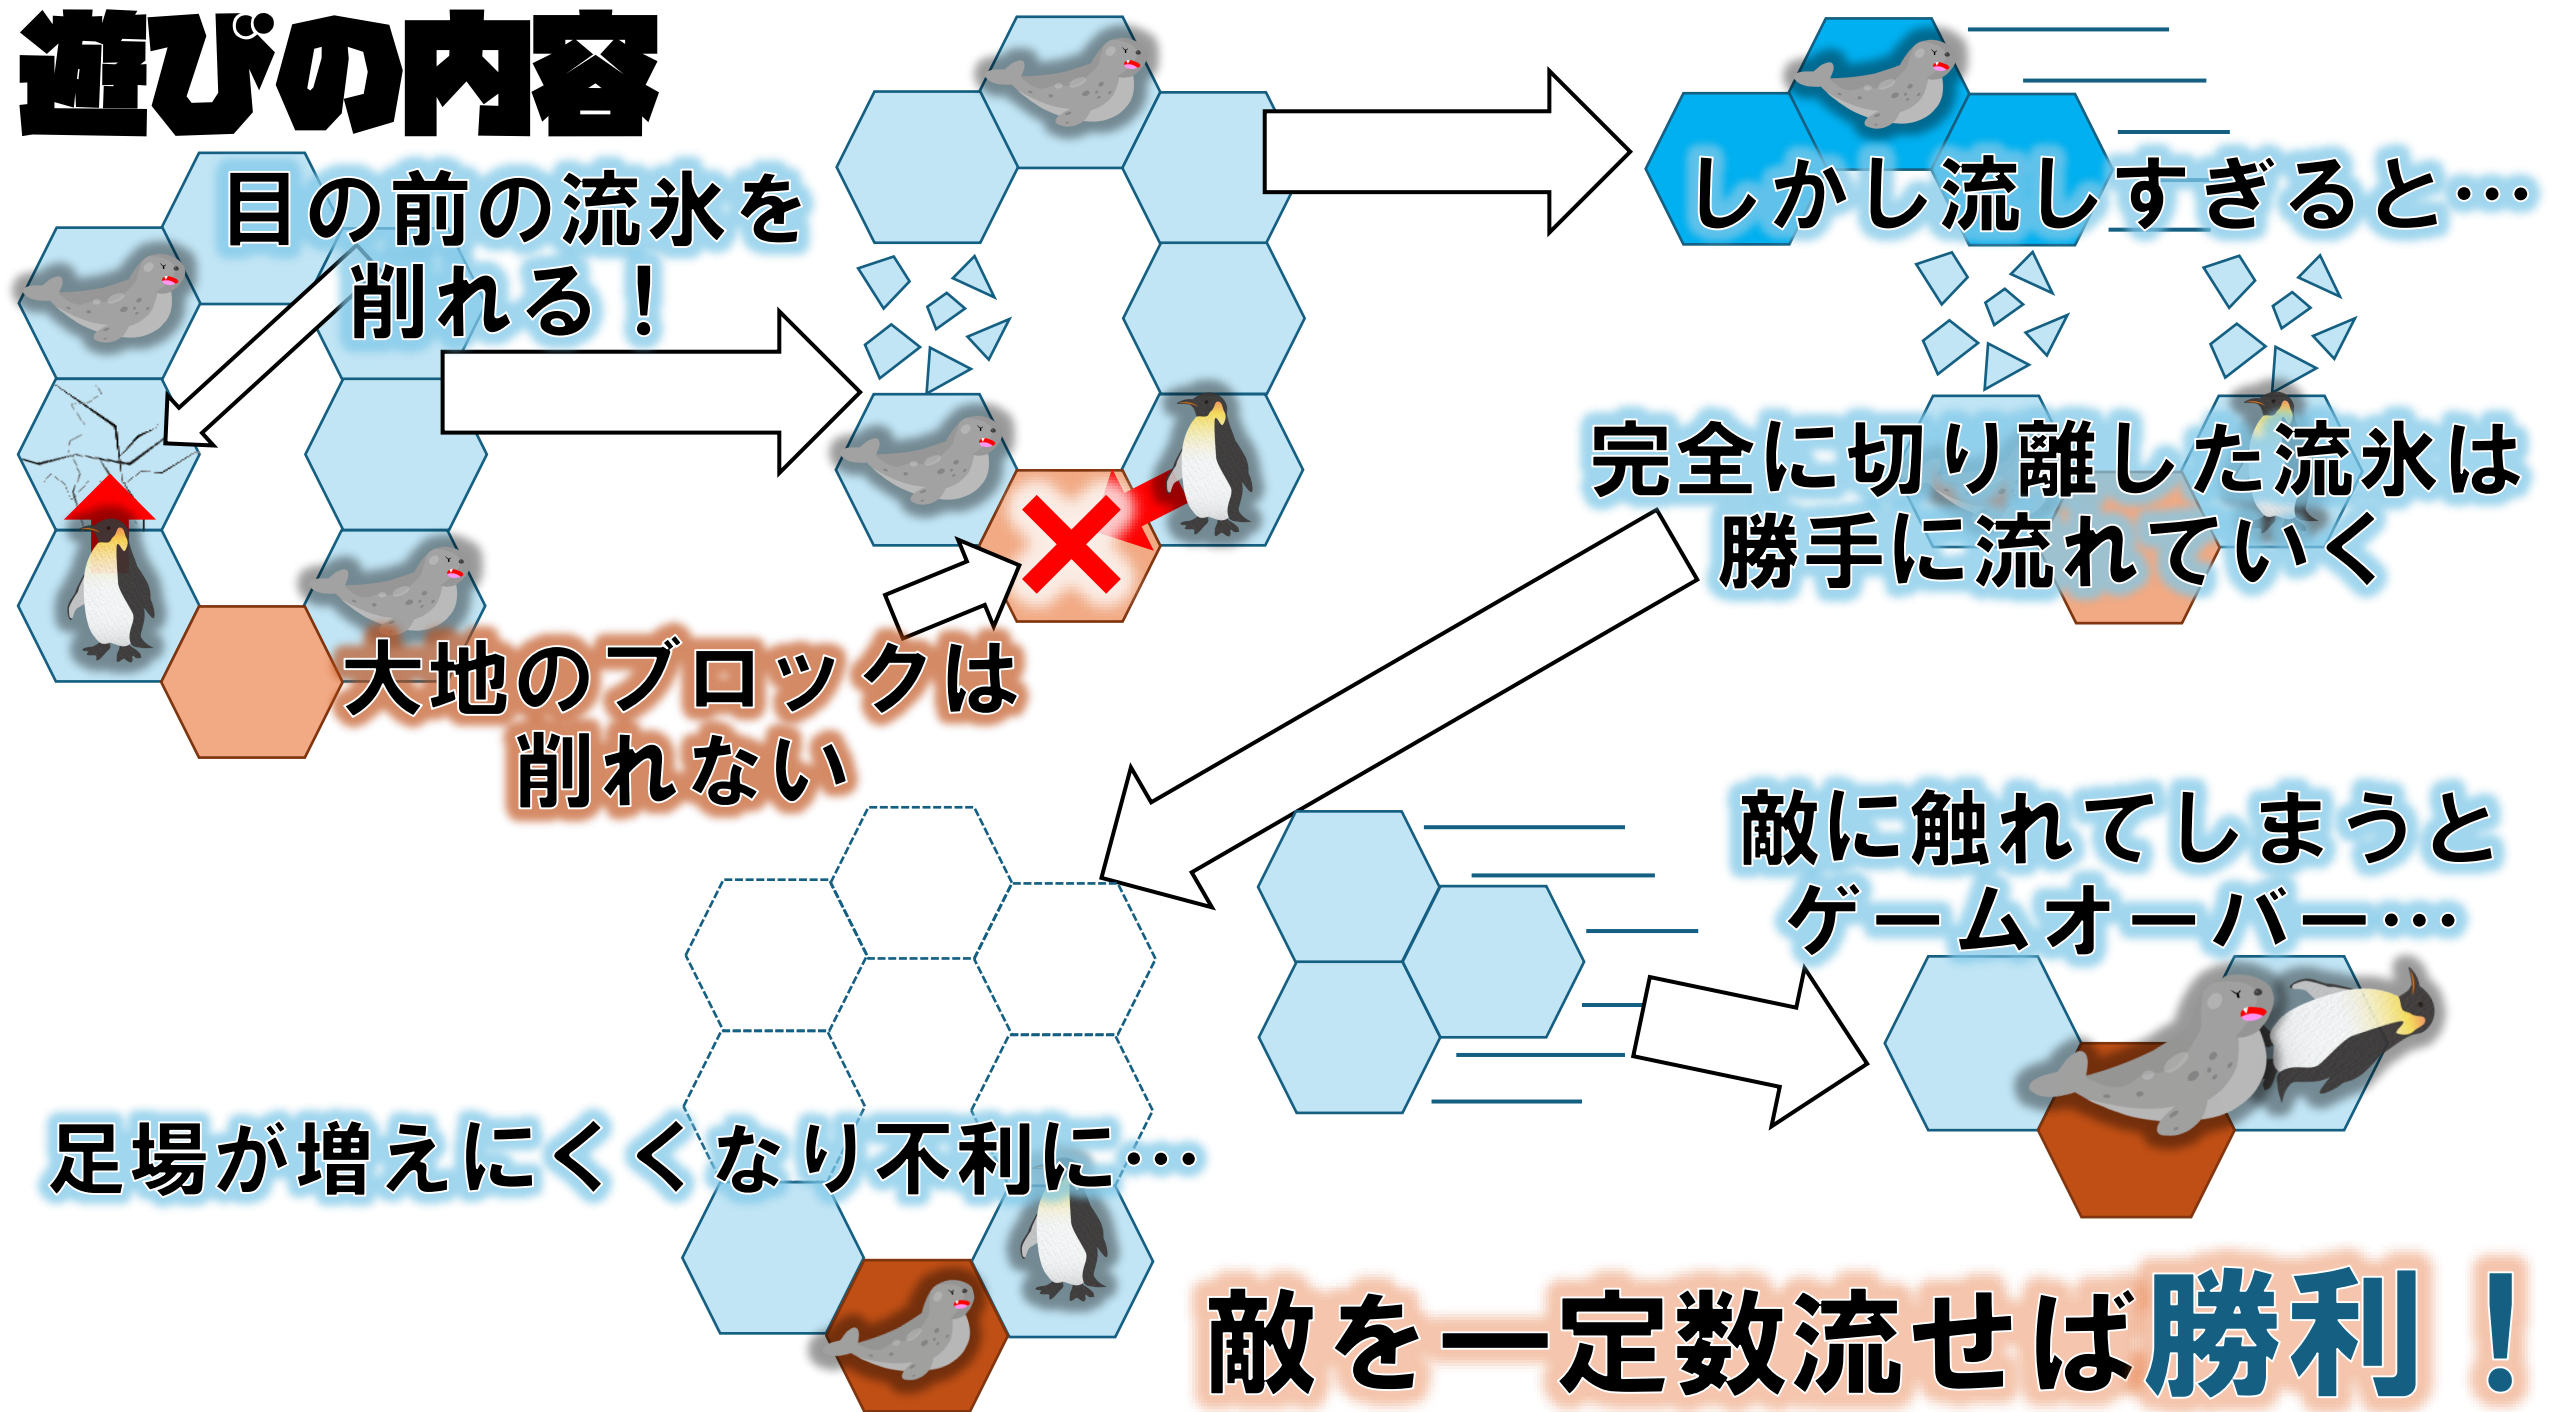 遊びの内容
目の前の流氷を
削れる！
大地のブロックは
削れない
しかし流しすぎると…
完全に切り離した流氷は
勝手に流れていく
足場が増えにくくなり不利に…
敵に触れてしまうと
ゲームオーバー…
敵を一定数流せば勝利！